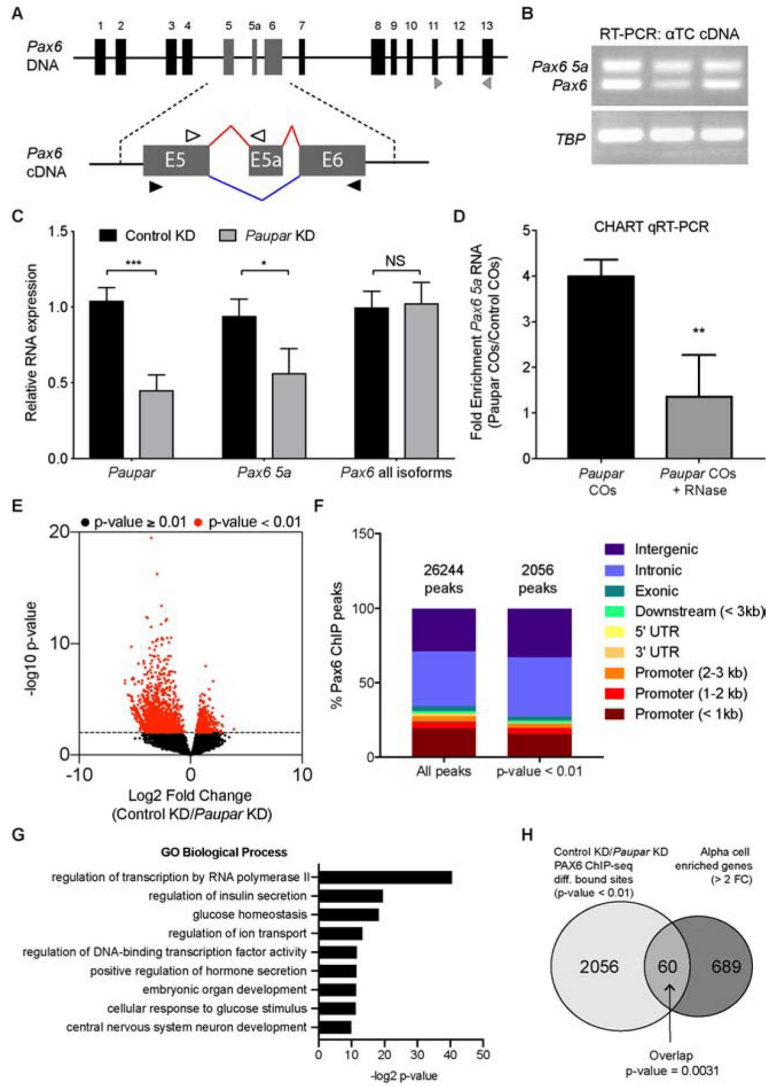 A
1 2 3 4 5 5a 6 7 8 9 10 11 12 13
Pax6
DNA
Pax6
cDNA
E5 E5a E6
B
RT-PCR: αTC cDNA
Pax6 5a
Pax6
TBP
C
Control KD Paupar KD
Relative RNA expression
1.5
1.0
0.5
0.0
*** * NS
Paupar Pax6 5a Pax6 all isoforms
D
CHART qRT-PCR
Fold Enrichment Pax6 5a RNA
(Paupar COs/Control COs)
5
4
3
2
1
0
**
Paupar
COs
Paupar COs
+ RNase
E
p-value ≥ 0.01 p-value < 0.01
-log10 p-value
20
10
0
-10 0 10
Log2 Fold Change
(Control KD/Paupar KD)
F
% Pax6 ChIP peaks
150
100
50
0
26244
peaks
2056
peaks
All peaks p-value < 0.01
Intergenic
Intronic
Exonic
Downstream (< 3kb)
5' UTR
3' UTR
Promoter (2-3 kb)
Promoter (1-2 kb)
Promoter (< 1kb)
G
GO Biological Process
regulation of transcription by RNA polymerase II
regulation of insulin secretion
glucose homeostasis
regulation of ion transport
regulation of DNA-binding transcription factor activity
positive regulation of hormone secretion
embryonic organ development
cellular response to glucose stimulus
central nervous system neuron development
0 10 20 30 40 50
-log2 p-value
H
Control KD/Paupar KD
PAX6 ChIP-seq
diff. bound sites
(p-value < 0.01)
Alpha cell
enriched genes
(> 2 FC)
2056 60 689
Overlap
p-value = 0.0031